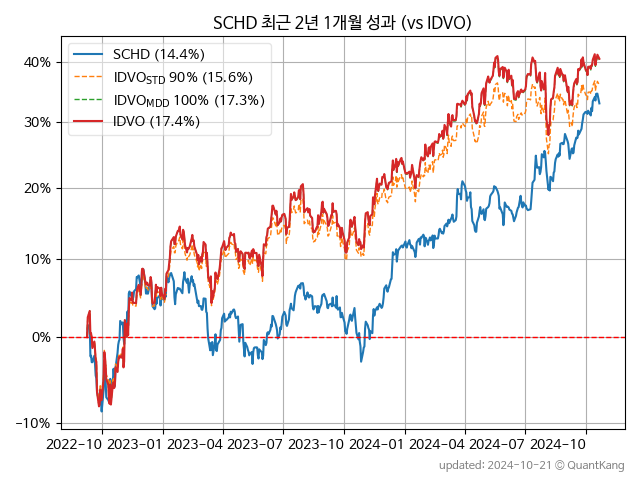 SCHD 최근 2년 1개월 성과 (vs IDVO)
SCHD (14.4%)
IDVO_STD 90% (15.6%)
IDVO_MDD 100% (17.3%)
IDVO (17.4%)
40%
30%
20%
10%
0%
−10%
2022-10 2023-01 2023-04 2023-07 2023-10 2024-01 2024-04 2024-07 2024-10
updated: 2024-10-21 © QuantKang